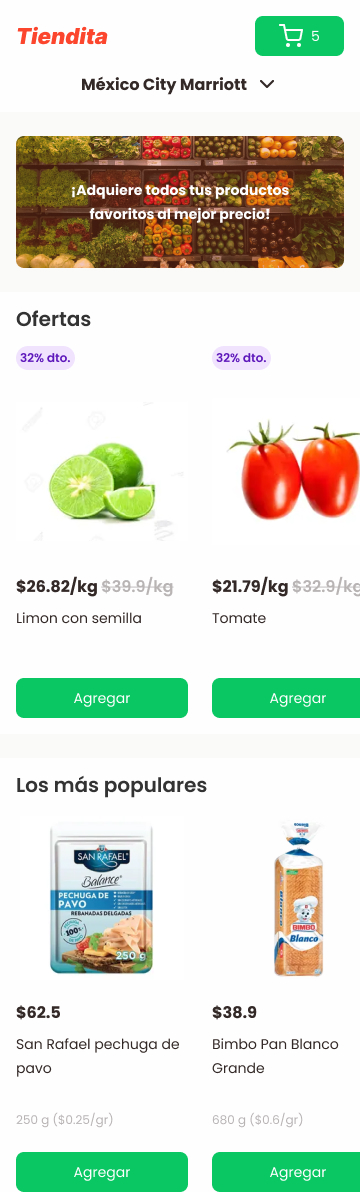 Tiendita
5
México City Marriott
¡Adquiere todos tus productos
favoritos al mejor precio!
Ofertas
32% dto.
32% dto.
$26.82/kg $39.9/kg
$21.79/kg $32.9/kg
Limon con semilla
Tomate
Agregar
Agregar
Los más populares
SAN RAFAEL
Balance
PECHUGA DE
PAVO
REBANADAS DELGADAS
100%
250 g
BIMBO
Blanco
$62.5
$38.9
San Rafael pechuga de
pavo
Bimbo Pan Blanco
Grande
250 g ($0.25/gr)
680 g ($0.6/gr)
Agregar
Agregar